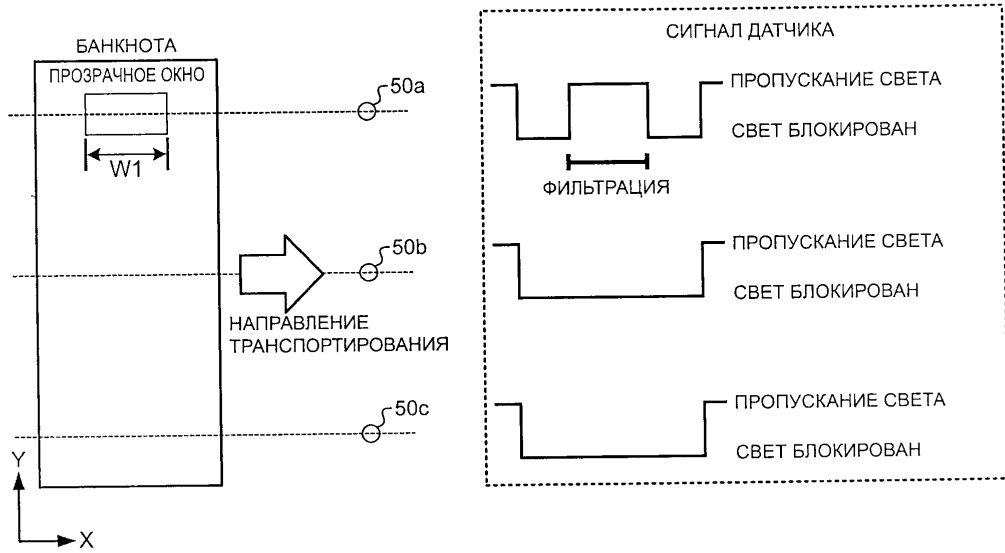 БАНКНОТА
ПРОЗРАЧНОЕ ОКНО
W1
50a
50b
НАПРАВЛЕНИЕ
ТРАНСПОРТИРОВАНИЯ
50c
Y
X
СИГНАЛ ДАТЧИКА
ПРОПУСКАНИЕ СВЕТА
СВЕТ БЛОКИРОВАН
ФИЛЬТРАЦИЯ
ПРОПУСКАНИЕ СВЕТА
СВЕТ БЛОКИРОВАН
ПРОПУСКАНИЕ СВЕТА
СВЕТ БЛОКИРОВАН